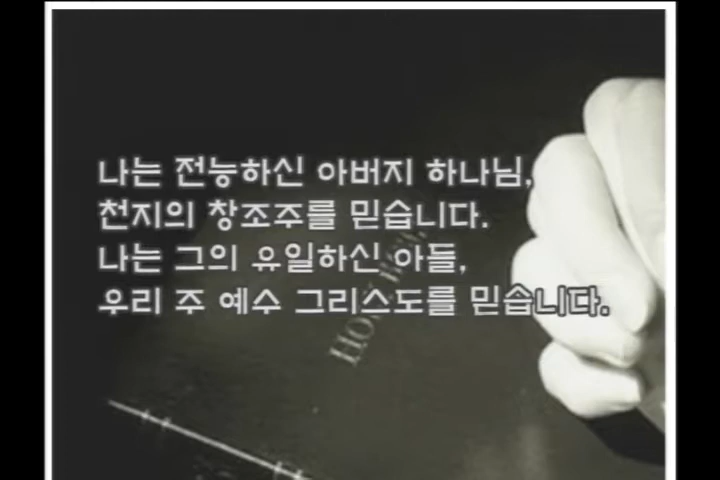 나는 전능하신 아버지 하나님,
천지의 창조주를 믿습니다.
나는 그의 유일하신 아들,
우리 주 예수 그리스도를 믿습니다.
HOLY